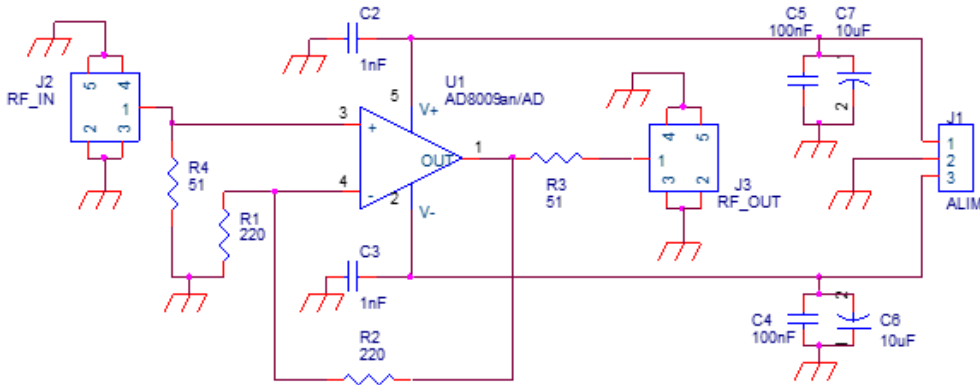 C2
1nF
C5
100nF
C7
10uF
1
2
J2
RF_IN
5 4
1
2 3
U1
AD8009an/AD
5
V+
3
+
OUT
1
4
-
2
V-
R4
51
R1
220
R3
51
4 5
1
3 2
J3
RF_OUT
J1
1
2
3
ALIM
C3
1nF
R2
220
C4
100nF
2
1
C6
10uF